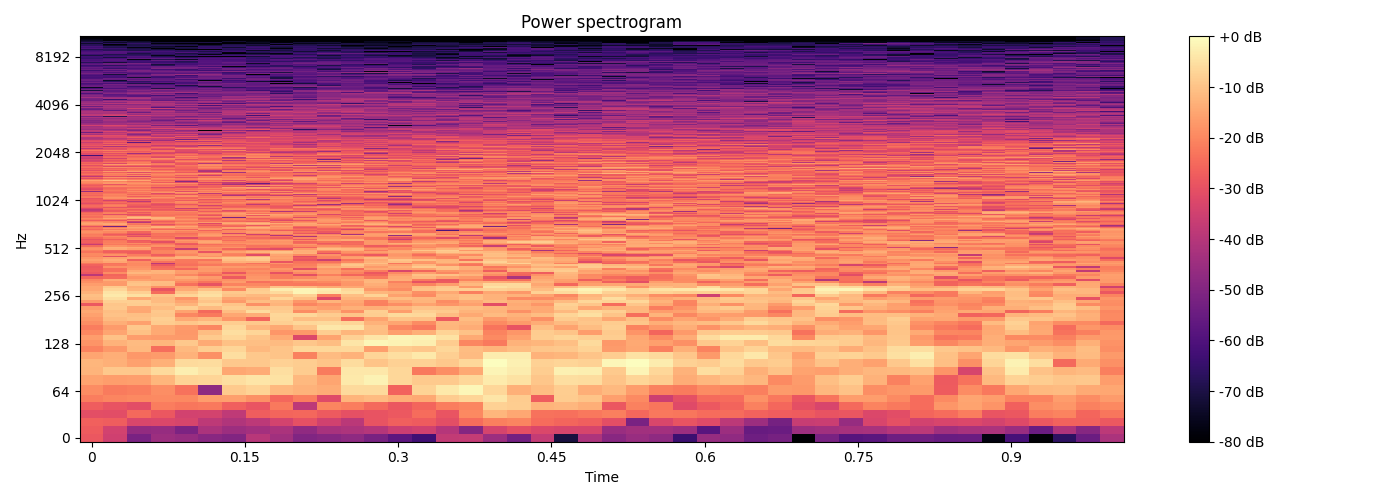 Power spectrogram
Hz
8192
4096
2048
1024
512
256
128
64
0
0 0.15 0.3 0.45 0.6 0.75 0.9
Time
+0 dB
-10 dB
-20 dB
-30 dB
-40 dB
-50 dB
-60 dB
-70 dB
-80 dB